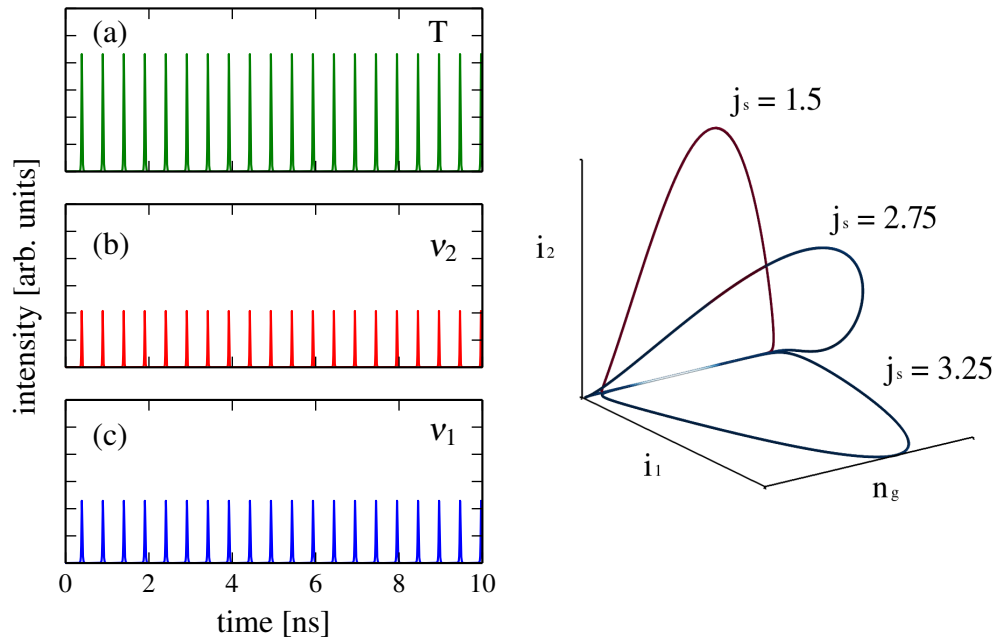 (a)
T
(b)
ν₂
(c)
ν₁
intensity [arb. units]
0 2 4 6 8 10
time [ns]
jₛ = 1.5
jₛ = 2.75
jₛ = 3.25
i₂
i₁
n_g